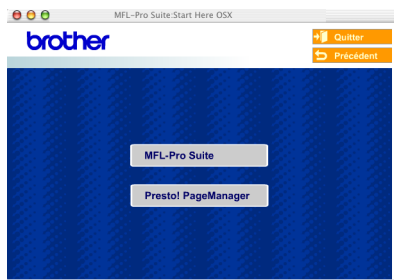 MFL-Pro Suite:Start Here OSX
brother
Quitter
Précédent
MFL-Pro Suite
Presto! PageManager